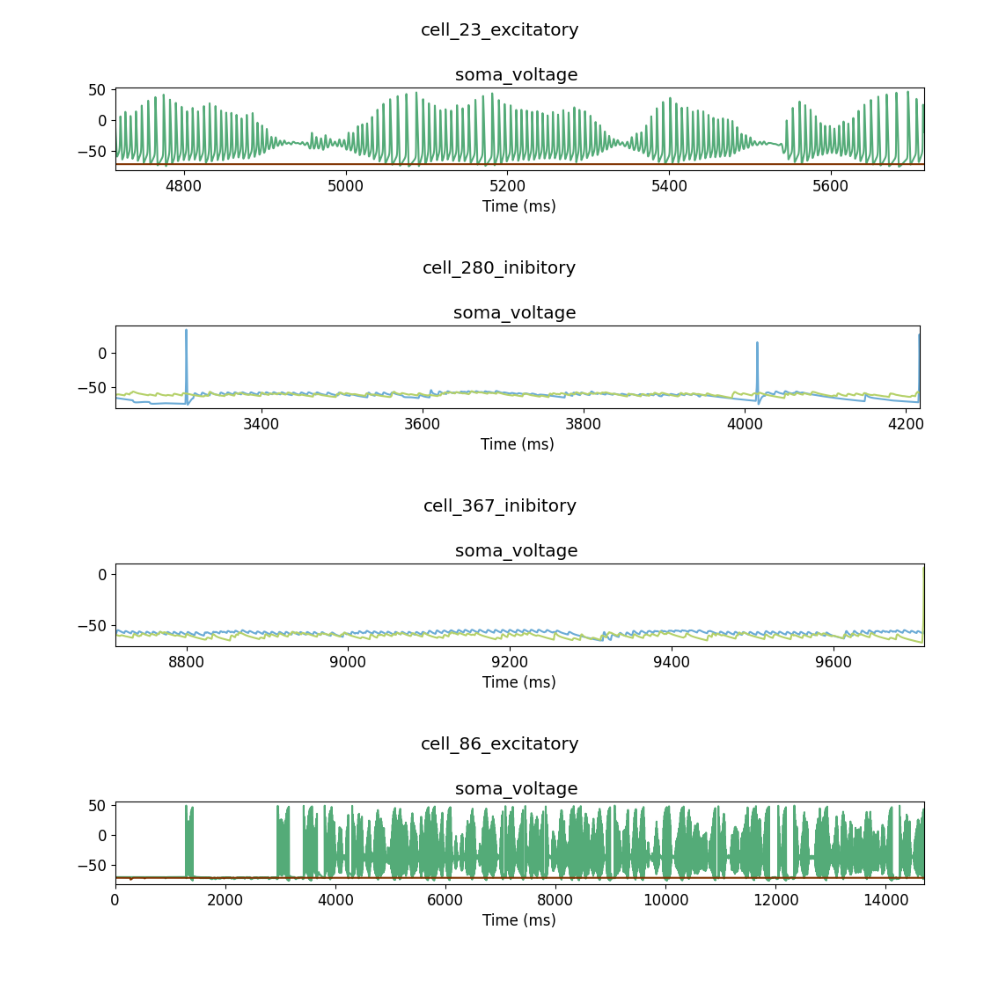 cell_23_excitatory
soma_voltage
50
0
−50
4800 5000 5200 5400 5600
Time (ms)
cell_280_inibitory
soma_voltage
0
−50
3400 3600 3800 4000 4200
Time (ms)
cell_367_inibitory
soma_voltage
0
−50
8800 9000 9200 9400 9600
Time (ms)
cell_86_excitatory
soma_voltage
50
0
−50
0 2000 4000 6000 8000 10000 12000 14000
Time (ms)